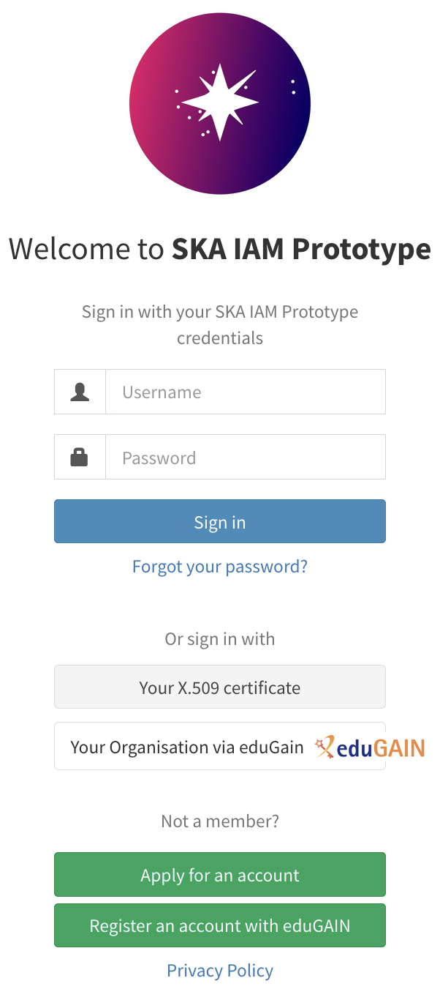 Welcome to SKA IAM Prototype
Sign in with your SKA IAM Prototype
credentials
Username
Password
Sign in
Forgot your password?
Or sign in with
Your X.509 certificate
Your Organisation via eduGain eduGAIN
Not a member?
Apply for an account
Register an account with eduGAIN
Privacy Policy